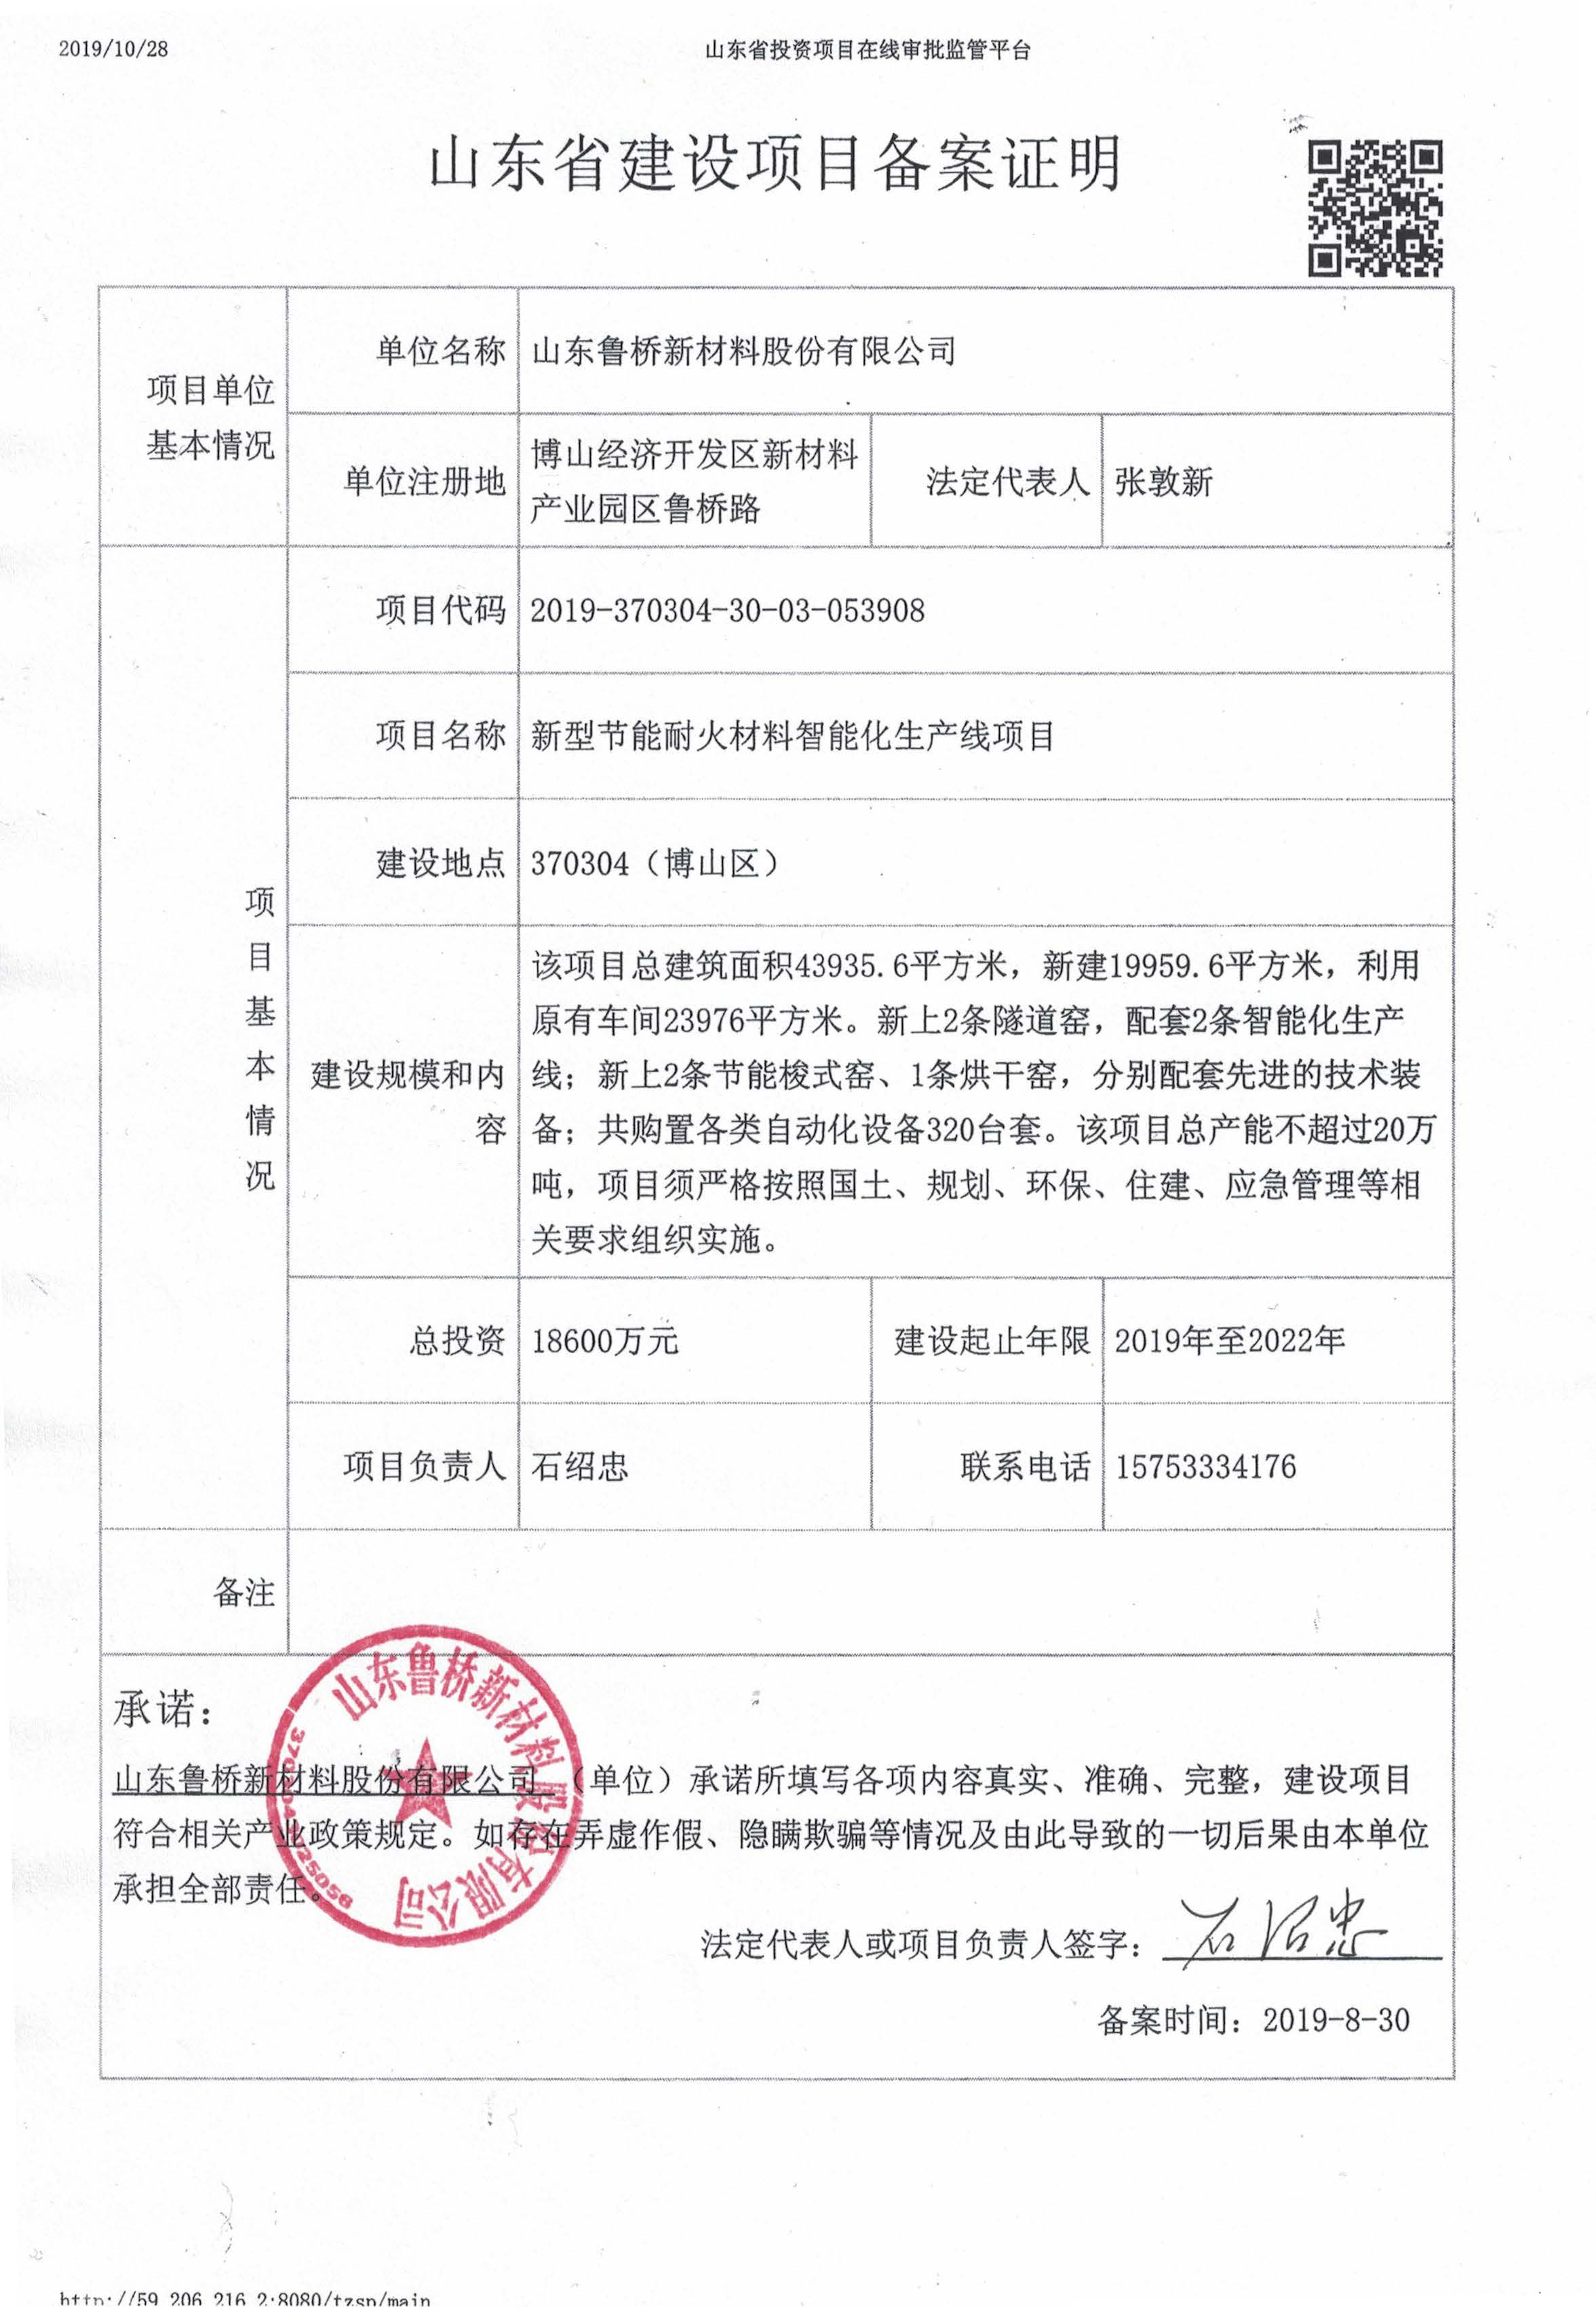 2019/10/28
山东省投资项目在线审批监管平台
山东省建设项目备案证明
项目单位
基本情况
单位名称
山东鲁桥新材料股份有限公司
单位注册地
博山经济开发区新材料
产业园区鲁桥路
法定代表人
张敦新
项
目
基
本
情
况
项目代码
2019-370304-30-03-053908
项目名称
新型节能耐火材料智能化生产线项目
建设地点
370304（博山区）
建设规模和内
容
该项目总建筑面积43935.6平方米，新建19959.6平方米，利用
原有车间23976平方米。新上2条隧道窑，配套2条智能化生产
线；新上2条节能梭式窑、1条烘干窑，分别配套先进的技术装
备；共购置各类自动化设备320台套。该项目总产能不超过20万
吨，项目须严格按照国土、规划、环保、住建、应急管理等相
关要求组织实施。
总投资
18600万元
建设起止年限
2019年至2022年
项目负责人
石绍忠
联系电话
15753334176
备注
承诺：
山东鲁桥新材料股份有限公司（单位）承诺所填写各项内容真实、准确、完整，建设项目
符合相关产业政策规定。如存在弄虚作假、隐瞒欺骗等情况及由此导致的一切后果由本单位
承担全部责任。
山东鲁桥新材料股份有限公司
法定代表人或项目负责人签字：石绍忠
备案时间：2019-8-30
http://59.206.216.2:8080/tzsp/main